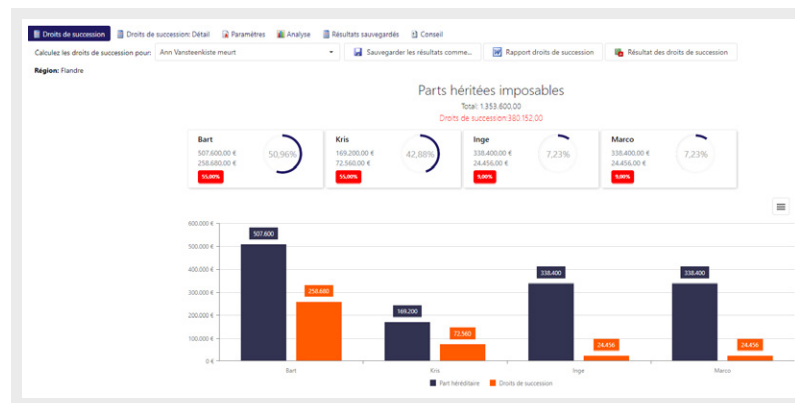 Droits de succession Droits de succession: Détail Paramètres Analyse Résultats sauvegardés Conseil
Calculez les droits de succession pour: Ann Vansteenkiste meurt Sauvegarder les résultats comme... Rapport droits de succession Résultat des droits de succession
Région: Flandre
Parts héritées imposables
Total: 1.353.600,00
Droits de succession:380.152,00
Bart
507.600,00 €
258.680,00 €
55,00%
50,96%
Kris
169.200,00 €
72.560,00 €
55,00%
42,88%
Inge
338.400,00 €
24.456,00 €
9,00%
7,23%
Marco
338.400,00 €
24.456,00 €
9,00%
7,23%
600.000 €
500.000 €
400.000 €
300.000 €
200.000 €
100.000 €
0 €
507.600
258.680
169.200
72.560
338.400
24.456
338.400
24.456
Bart Kris Inge Marco
Part héréditaire Droits de succession